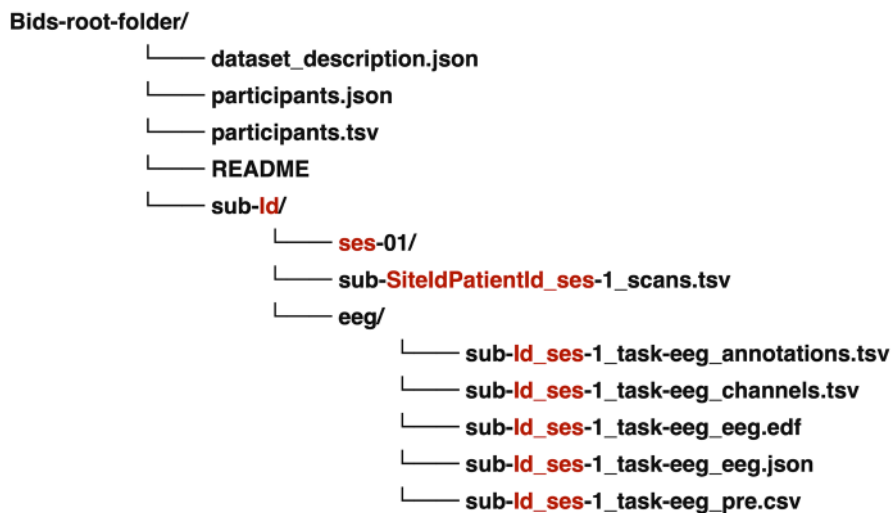 Bids-root-folder/
dataset_description.json
participants.json
participants.tsv
README
sub-Id/
ses-01/
sub-SiteIdPatientId_ses-1_scans.tsv
eeg/
sub-Id_ses-1_task-eeg_annotations.tsv
sub-Id_ses-1_task-eeg_channels.tsv
sub-Id_ses-1_task-eeg_eeg.edf
sub-Id_ses-1_task-eeg_eeg.json
sub-Id_ses-1_task-eeg_pre.csv